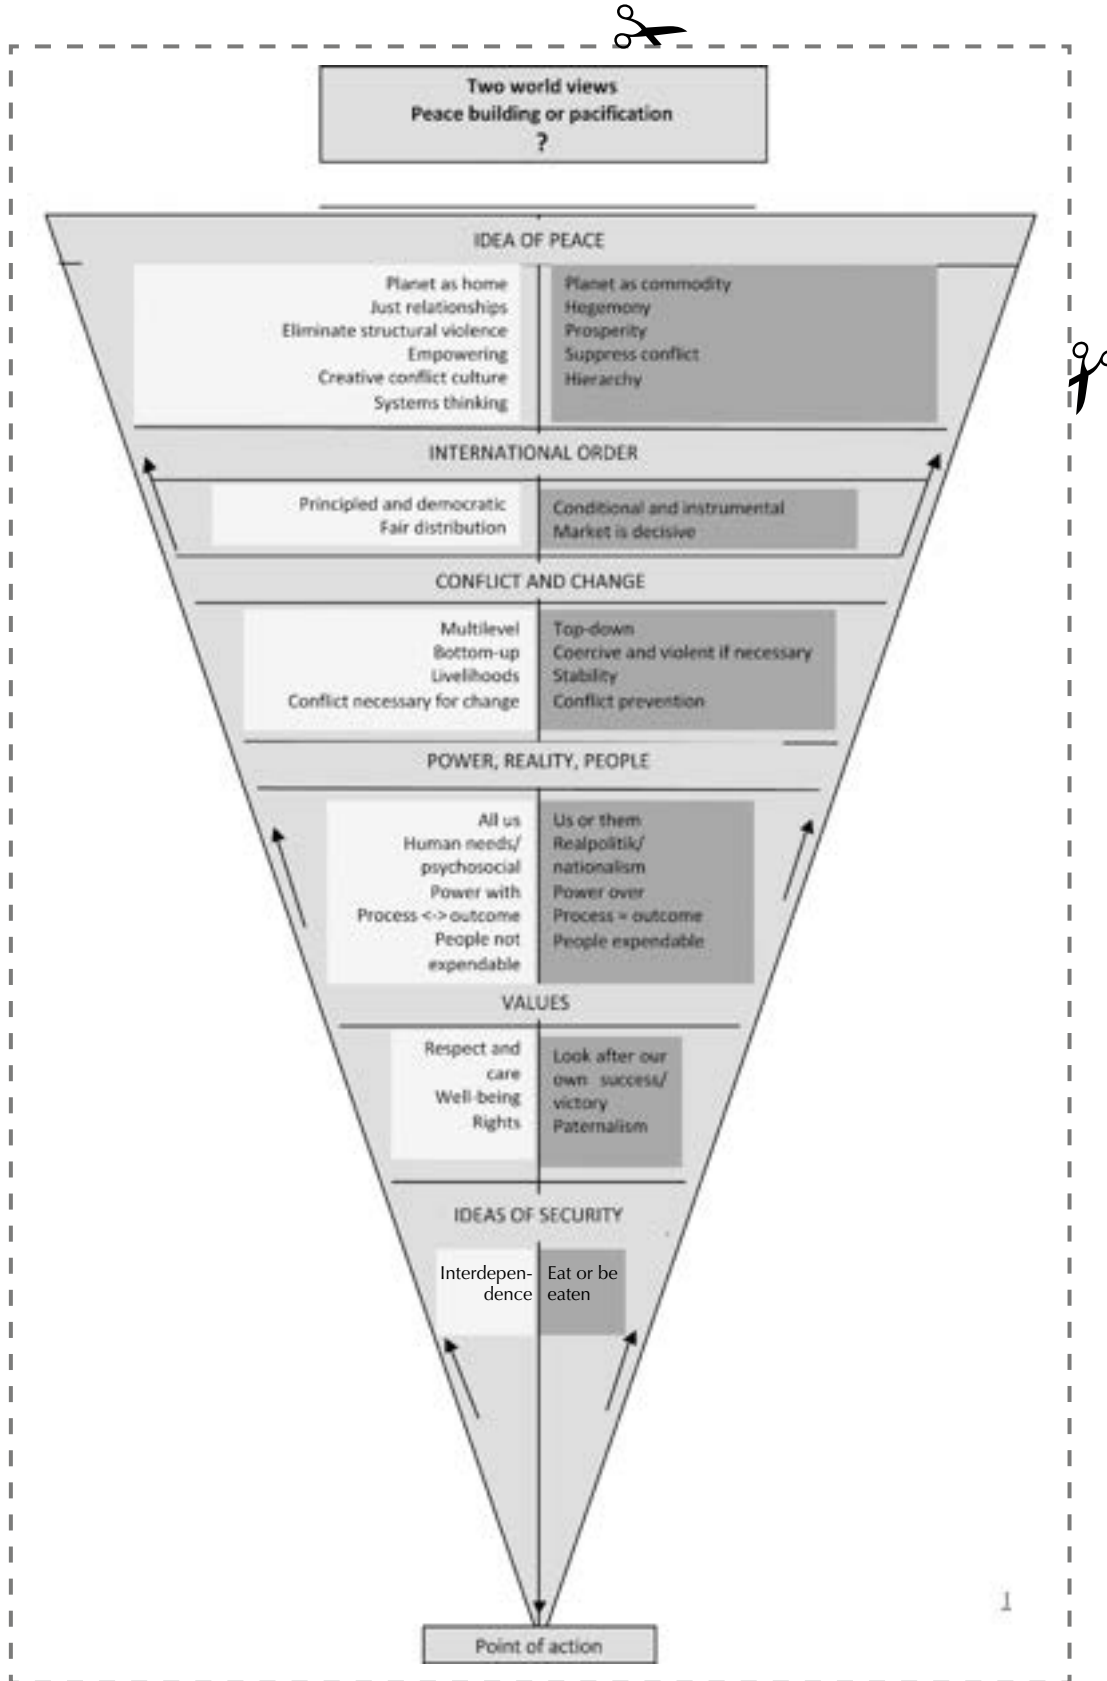 Two world views
Peace building or pacification
?
IDEA OF PEACE
Planet as home
Just relationships
Eliminate structural violence
Empowering
Creative conflict culture
Systems thinking
Planet as commodity
Hegemony
Prosperity
Suppress conflict
Hierarchy
INTERNATIONAL ORDER
Principled and democratic
Fair distribution
Conditional and instrumental
Market is decisive
CONFLICT AND CHANGE
Multilevel
Bottom-up
Livelihoods
Conflict necessary for change
Top-down
Coercive and violent if necessary
Stability
Conflict prevention
POWER, REALITY, PEOPLE
All us
Human needs/
psychosocial
Power with
Process <-> outcome
People not
expendable
Us or them
Realpolitik/
nationalism
Power over
Process = outcome
People expendable
VALUES
Respect and
care
Well-being
Rights
Look after our
own success/
victory
Paternalism
IDEAS OF SECURITY
Interdepen-
dence
Eat or be
eaten
1
Point of action